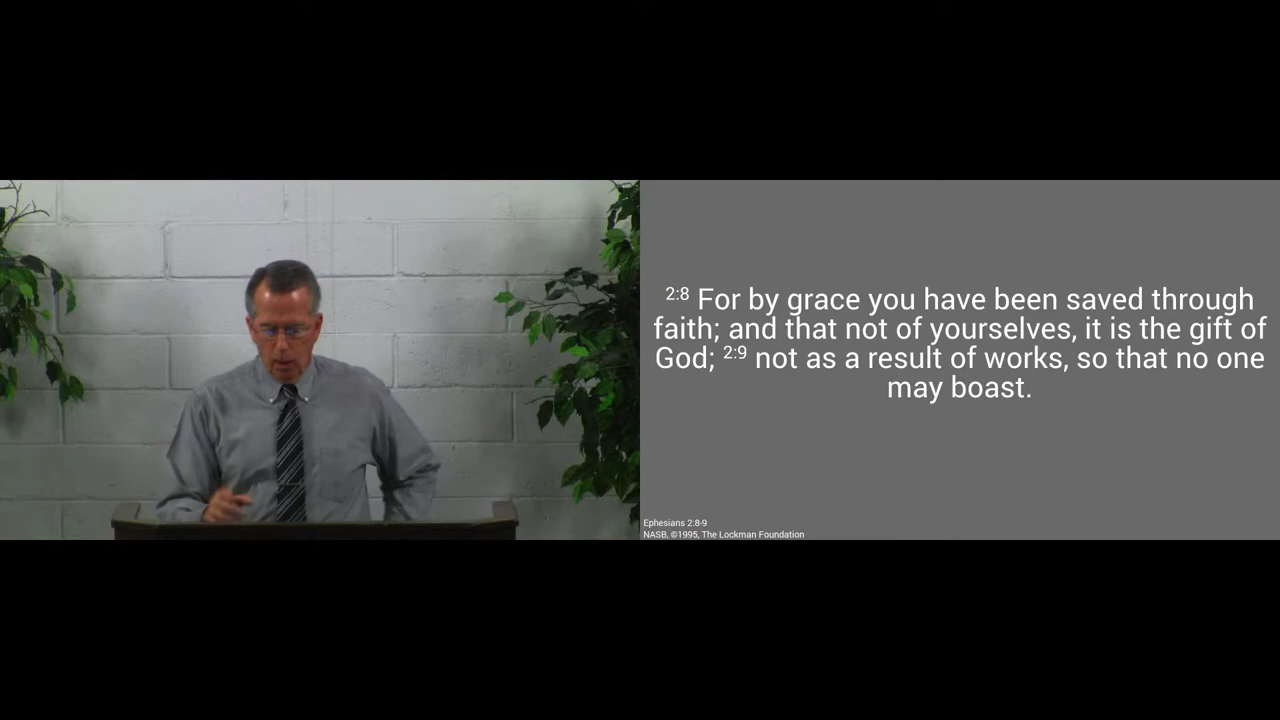 2:8 For by grace you have been saved through
faith; and that not of yourselves, it is the gift of
God; 2:9 not as a result of works, so that no one
may boast.
Ephesians 2:8-9
NASB, ©1995, The Lockman Foundation